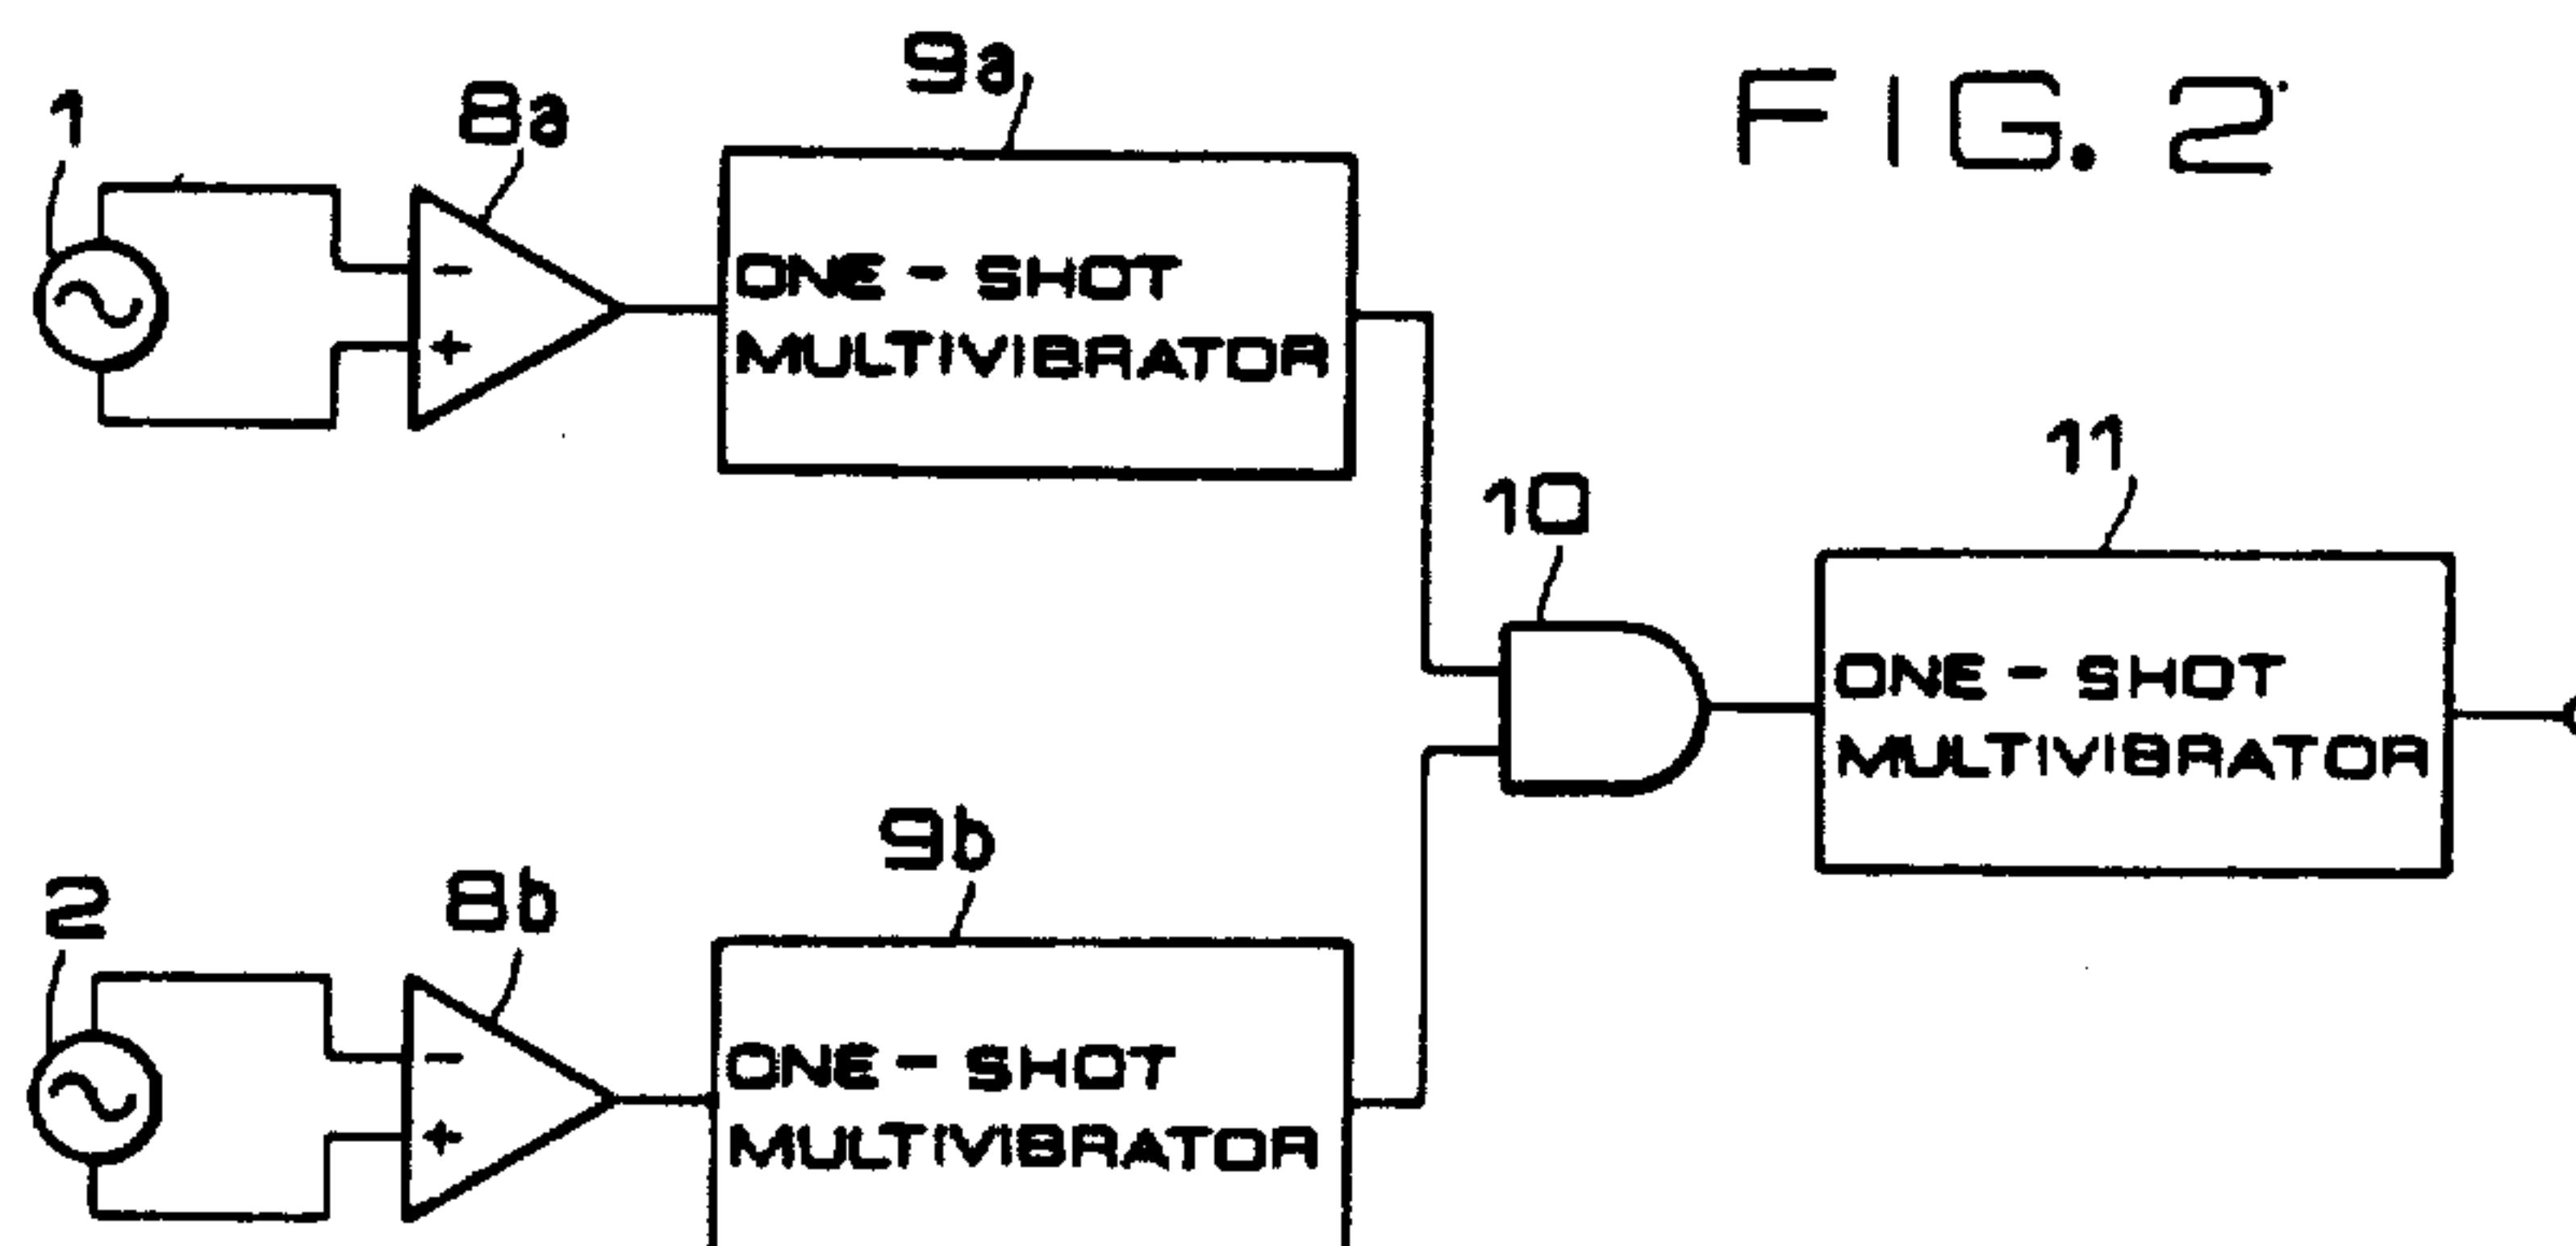 FIG. 2
1
8a
9a
-
+
ONE - SHOT
MULTIVIBRATOR
10
11
ONE - SHOT
MULTIVIBRATOR
2
8b
9b
-
+
ONE - SHOT
MULTIVIBRATOR